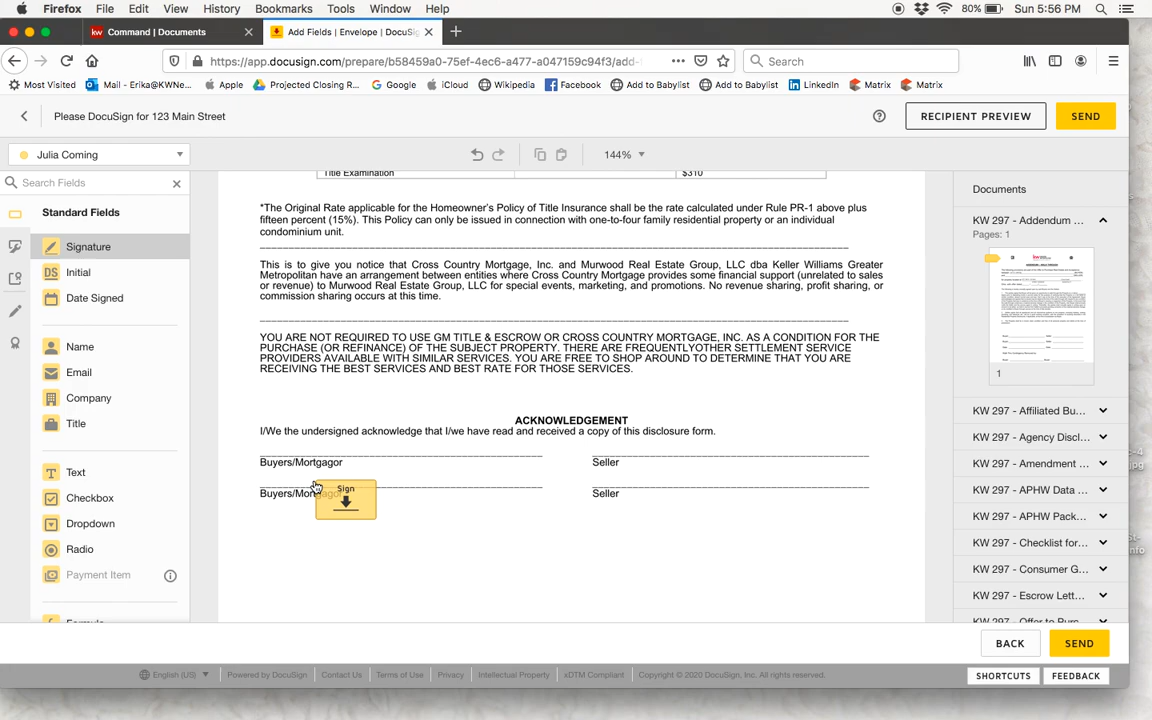 Firefox File Edit View History Bookmarks Tools Window Help 80% Sun 5:56 PM
kw Command | Documents Add Fields | Envelope | DocuSig
https://app.docusign.com/prepare/b58459a0-75ef-4ec6-a477-a047159c94f3/add- Search
Most Visited Mail - Erika@KWNe... Apple Projected Closing R... Google iCloud Wikipedia Facebook Add to Babylist Add to Babylist LinkedIn Matrix Matrix
Please DocuSign for 123 Main Street RECIPIENT PREVIEW SEND
Julia Coming 144%
Search Fields
Standard Fields
Signature
DS Initial
Date Signed
Name
Email
Company
Title
Text
Checkbox
Dropdown
Radio
Payment Item
Formula
Title Examination $310
*The Original Rate applicable for the Homeowner's Policy of Title Insurance shall be the rate calculated under Rule PR-1 above plus
fifteen percent (15%). This Policy can only be issued in connection with one-to-four family residential property or an individual
condominium unit.
This is to give you notice that Cross Country Mortgage, Inc. and Murwood Real Estate Group, LLC dba Keller Williams Greater
Metropolitan have an arrangement between entities where Cross Country Mortgage provides some financial support (unrelated to sales
or revenue) to Murwood Real Estate Group, LLC for special events, marketing, and promotions. No revenue sharing, profit sharing, or
commission sharing occurs at this time.
YOU ARE NOT REQUIRED TO USE GM TITLE & ESCROW OR CROSS COUNTRY MORTGAGE, INC. AS A CONDITION FOR THE
PURCHASE (OR REFINANCE) OF THE SUBJECT PROPERTY. THERE ARE FREQUENTLYOTHER SETTLEMENT SERVICE
PROVIDERS AVAILABLE WITH SIMILAR SERVICES. YOU ARE FREE TO SHOP AROUND TO DETERMINE THAT YOU ARE
RECEIVING THE BEST SERVICES AND BEST RATE FOR THOSE SERVICES.
ACKNOWLEDGEMENT
I/We the undersigned acknowledge that I/we have read and received a copy of this disclosure form.
Buyers/Mortgagor Seller
Buyers/Mortgagor Seller
Sign
Documents
KW 297 - Addendum ...
Pages: 1
1
KW 297 - Affiliated Bu...
KW 297 - Agency Discl...
KW 297 - Amendment ...
KW 297 - APHW Data ...
KW 297 - APHW Pack...
KW 297 - Checklist for...
KW 297 - Consumer G...
KW 297 - Escrow Lett...
KW 297 - Offer to Purc...
BACK SEND
English (US) Powered by DocuSign Contact Us Terms of Use Privacy Intellectual Property xDTM Compliant Copyright © 2020 DocuSign, Inc. All rights reserved. SHORTCUTS FEEDBACK